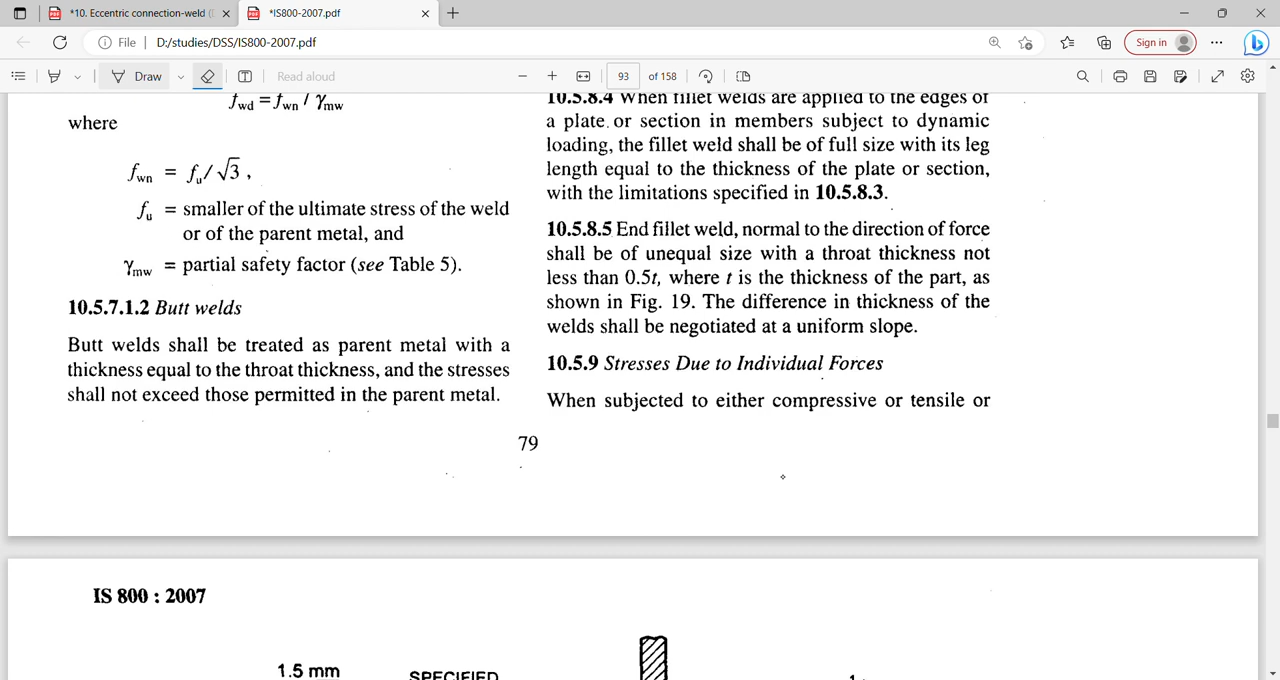 *10. Eccentric connection-weld (
*IS800-2007.pdf
File
D:/studies/DSS/IS800-2007.pdf
Sign in
Draw
Read aloud
93
of 158
fwd = fwn / γmw
where
fwn = fu/√3 ,
fu = smaller of the ultimate stress of the weld
or of the parent metal, and
γmw = partial safety factor (see Table 5).
10.5.7.1.2 Butt welds
Butt welds shall be treated as parent metal with a
thickness equal to the throat thickness, and the stresses
shall not exceed those permitted in the parent metal.
10.5.8.4 When fillet welds are applied to the edges of
a plate or section in members subject to dynamic
loading, the fillet weld shall be of full size with its leg
length equal to the thickness of the plate or section,
with the limitations specified in 10.5.8.3.
10.5.8.5 End fillet weld, normal to the direction of force
shall be of unequal size with a throat thickness not
less than 0.5t, where t is the thickness of the part, as
shown in Fig. 19. The difference in thickness of the
welds shall be negotiated at a uniform slope.
10.5.9 Stresses Due to Individual Forces
When subjected to either compressive or tensile or
79
IS 800 : 2007
1.5 mm
SPECIFIED